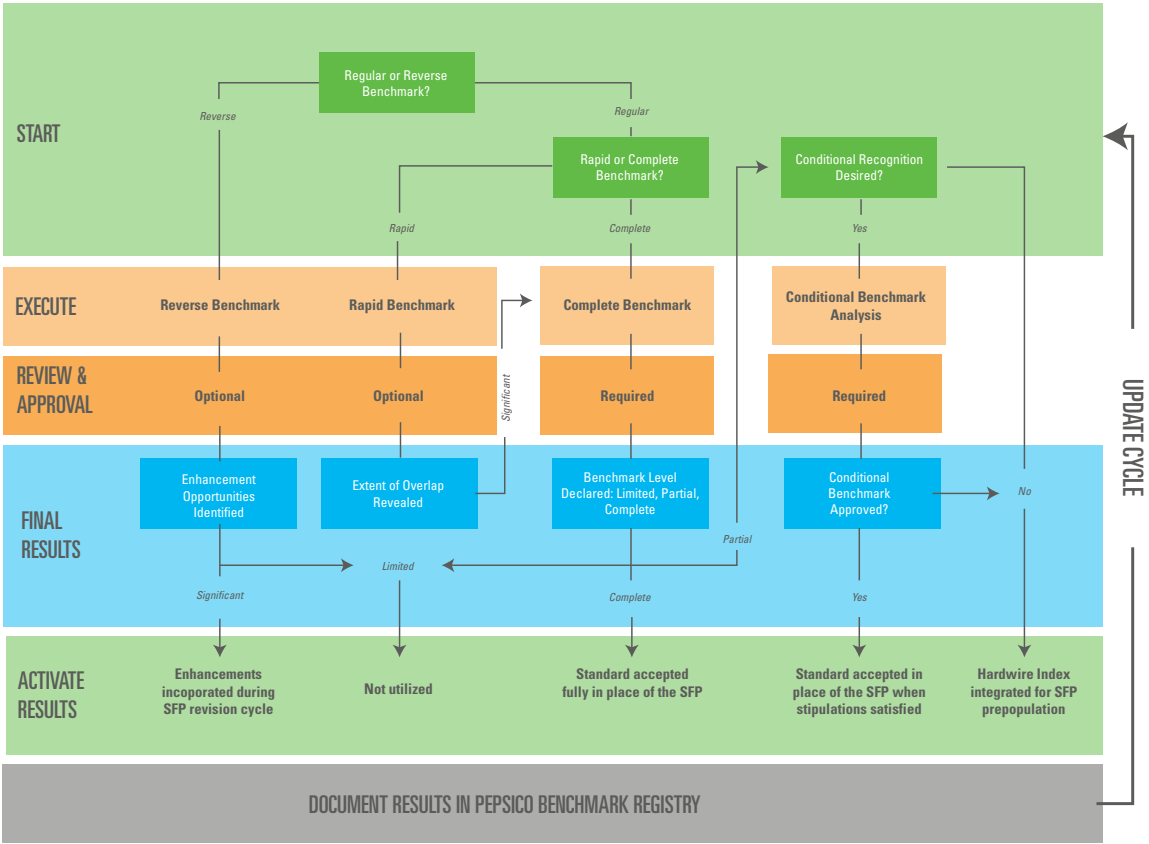 START
Regular or Reverse
Benchmark?
Reverse
Regular
Rapid or Complete
Benchmark?
Conditional Recognition
Desired?
Rapid
Complete
Yes
EXECUTE
Reverse Benchmark
Rapid Benchmark
Complete Benchmark
Conditional Benchmark
Analysis
REVIEW &
APPROVAL
Optional
Optional
Significant
Required
Required
FINAL
RESULTS
Enhancement
Opportunities
Identified
Extent of Overlap
Revealed
Benchmark Level
Declared: Limited, Partial,
Complete
Conditional
Benchmark
Approved?
No
Partial
Limited
Significant
Complete
Yes
ACTIVATE
RESULTS
Enhancements
incoporated during
SFP revision cycle
Not utilized
Standard accepted
fully in place of the SFP
Standard accepted in
place of the SFP when
stipulations satisfied
Hardwire Index
integrated for SFP
prepopulation
UPDATE CYCLE
DOCUMENT RESULTS IN PEPSICO BENCHMARK REGISTRY